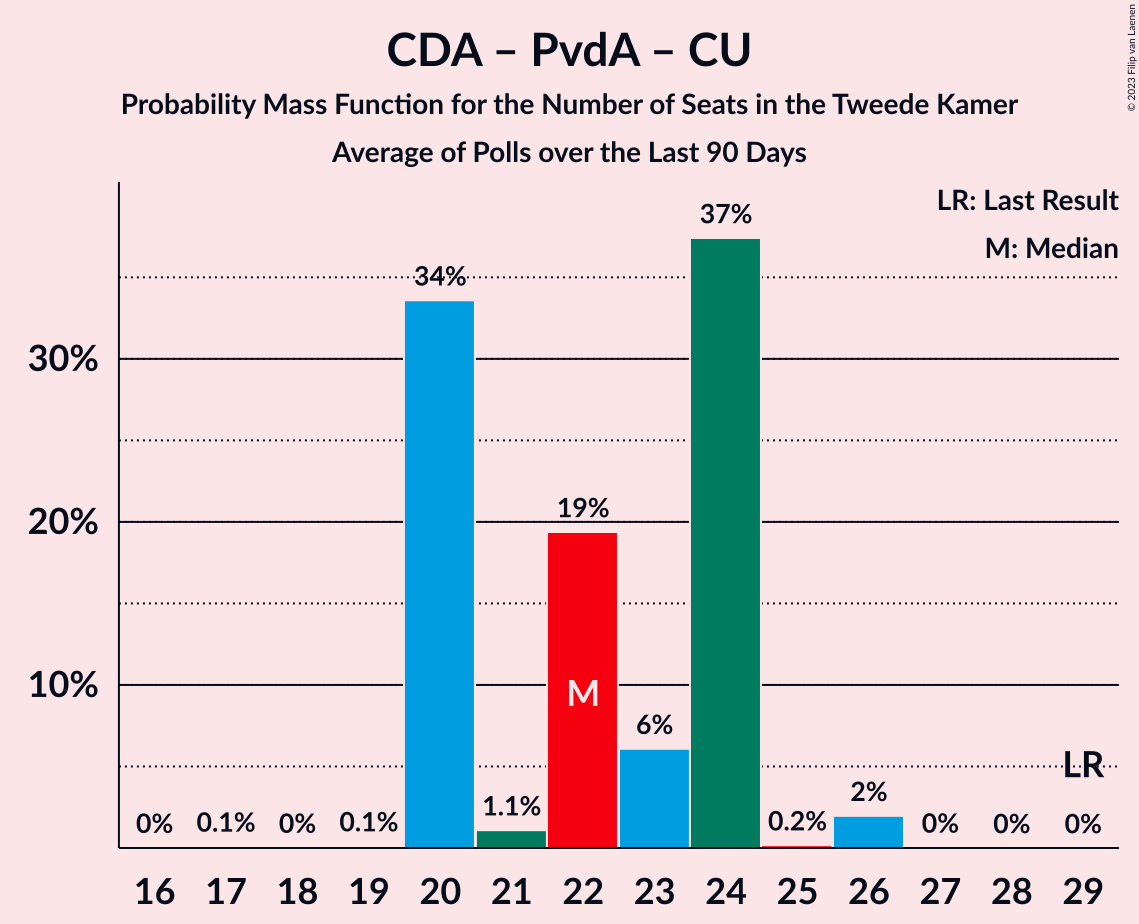 CDA – PvdA – CU
Probability Mass Function for the Number of Seats in the Tweede Kamer
Average of Polls over the Last 90 Days
© 2023 Filip van Laenen
LR: Last Result
M: Median
30%
20%
10%
0%
0.1%
0%
0.1%
34%
1.1%
19%
6%
37%
0.2%
2%
0%
0%
0%
M
LR
16 17 18 19 20 21 22 23 24 25 26 27 28 29